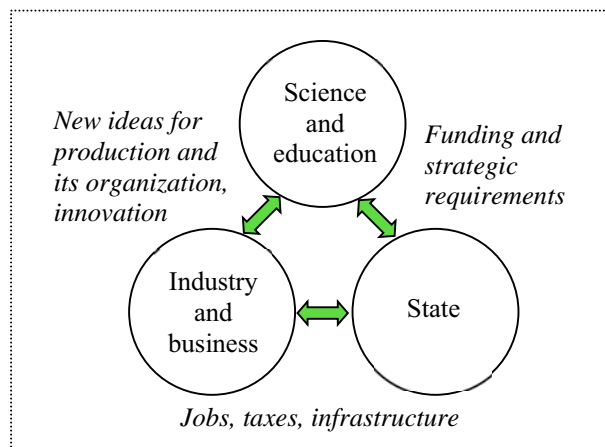 Science
and
education
New ideas for
production and
its organization,
innovation
Funding and
strategic
requirements
Industry
and
business
State
Jobs, taxes, infrastructure